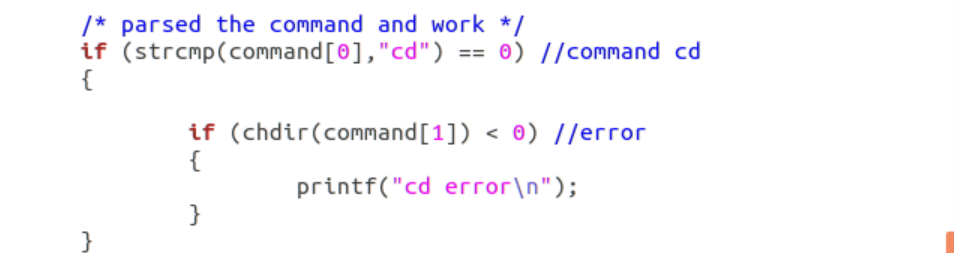 /* parsed the command and work */
if (strcmp(command[0],"cd") == 0) //command cd
{
if (chdir(command[1]) < 0) //error
{
printf("cd error\n");
}
}